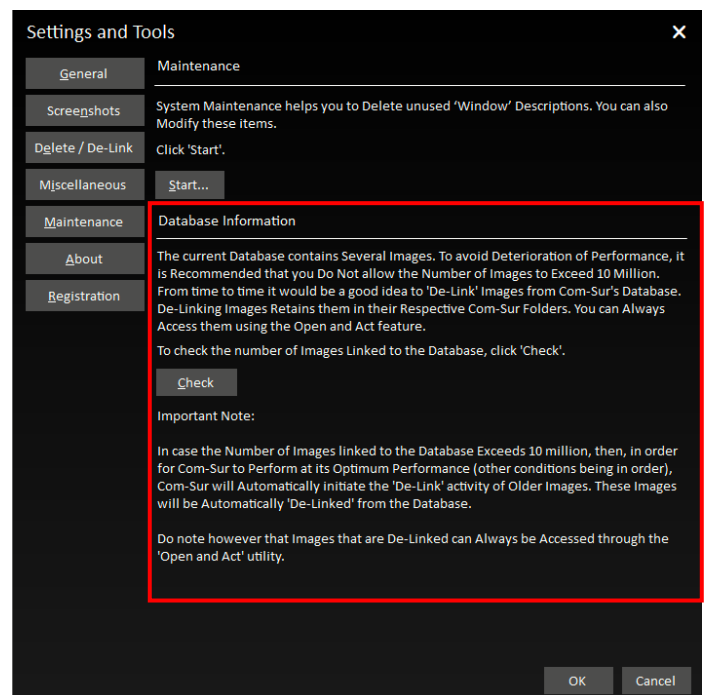 Settings and Tools
General
Screenshots
Delete / De-Link
Miscellaneous
Maintenance
About
Registration
Maintenance
System Maintenance helps you to Delete unused ‘Window’ Descriptions. You can also
Modify these items.
Click 'Start'.
Start...
Database Information
The current Database contains Several Images. To avoid Deterioration of Performance, it
is Recommended that you Do Not allow the Number of Images to Exceed 10 Million.
From time to time it would be a good idea to 'De-Link' Images from Com-Sur's Database.
De-Linking Images Retains them in their Respective Com-Sur Folders. You can Always
Access them using the Open and Act feature.
To check the number of Images Linked to the Database, click 'Check'.
Check
Important Note:
In case the Number of Images linked to the Database Exceeds 10 million, then, in order
for Com-Sur to Perform at its Optimum Performance (other conditions being in order),
Com-Sur will Automatically initiate the 'De-Link' activity of Older Images. These Images
will be Automatically 'De-Linked' from the Database.
Do note however that Images that are De-Linked can Always be Accessed through the
'Open and Act' utility.
OK
Cancel